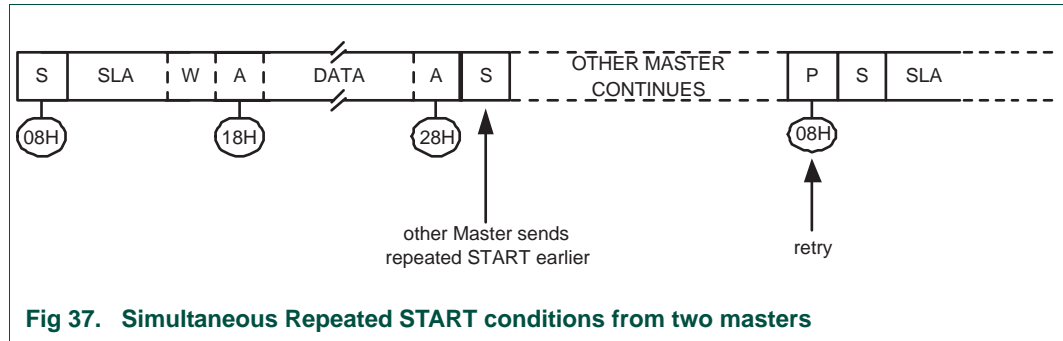 S SLA W A DATA A S OTHER MASTER CONTINUES P S SLA
08H 18H 28H 08H
other Master sends
repeated START earlier
retry
Fig 37. Simultaneous Repeated START conditions from two masters